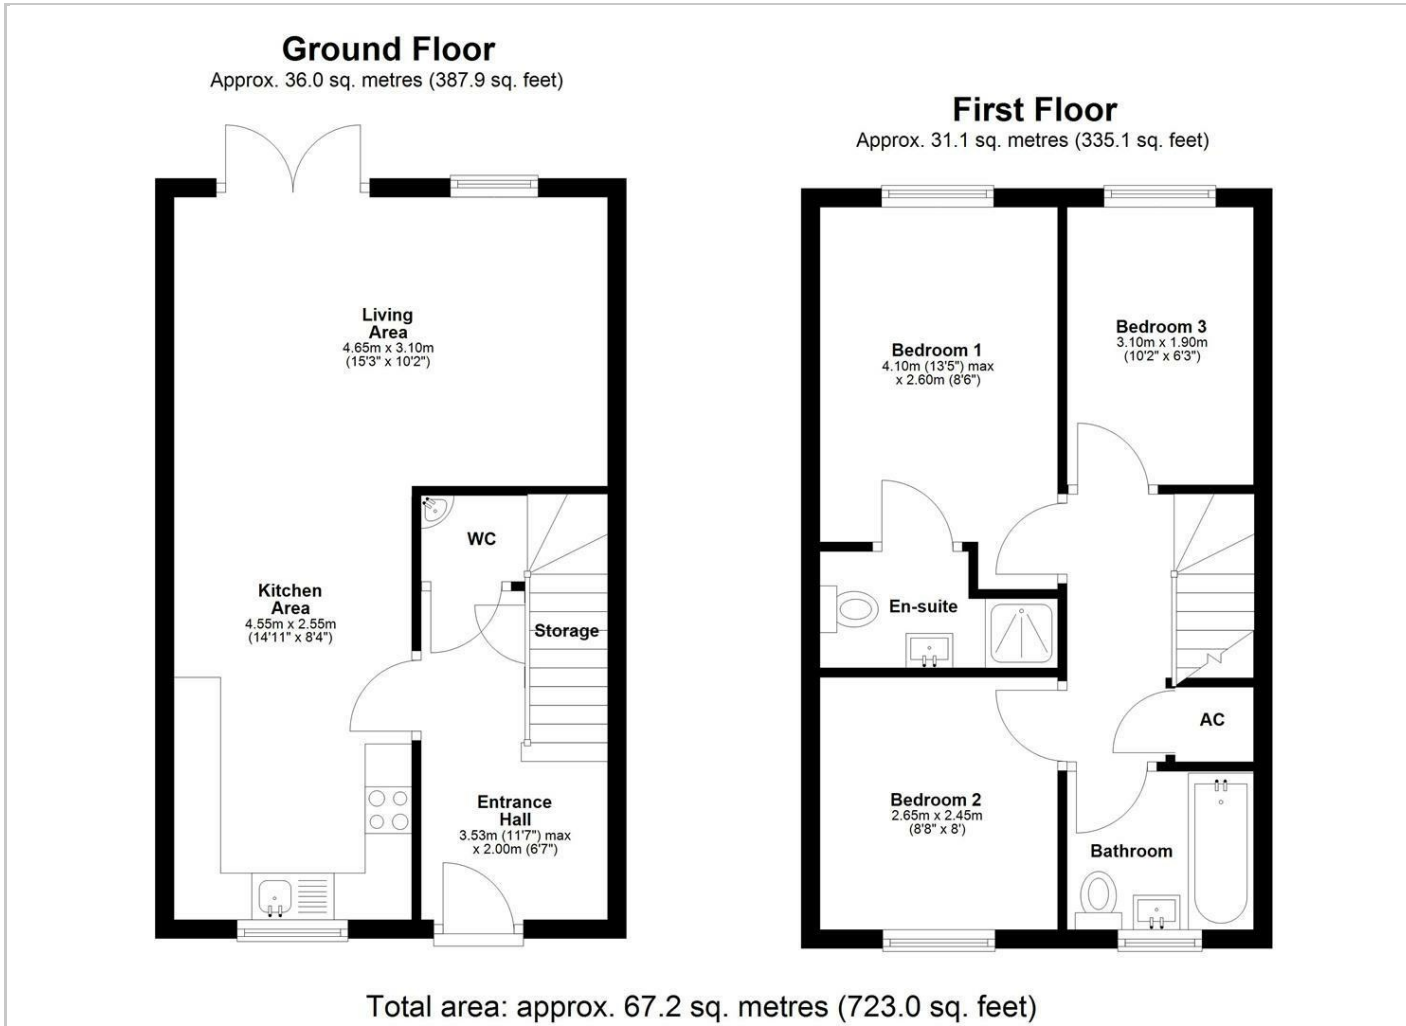 Ground Floor
Approx. 36.0 sq. metres (387.9 sq. feet)
Living
Area
4.65m x 3.10m
(15'3" x 10'2")
WC
Kitchen
Area
4.55m x 2.55m
(14'11" x 8'4")
Storage
Entrance
Hall
3.53m (11'7") max
x 2.00m (6'7")
First Floor
Approx. 31.1 sq. metres (335.1 sq. feet)
Bedroom 1
4.10m (13'5") max
x 2.60m (8'6")
Bedroom 3
3.10m x 1.90m
(10'2" x 6'3")
En-suite
AC
Bedroom 2
2.65m x 2.45m
(8'8" x 8')
Bathroom
Total area: approx. 67.2 sq. metres (723.0 sq. feet)